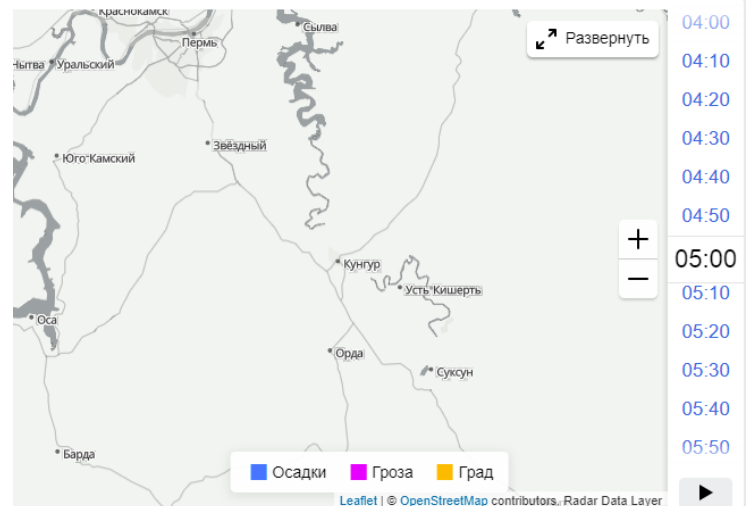 Краснокамск
Сылва
Пермь
Развернуть
04:00
Уральский
04:10
04:20
04:30
Звёздный
Юго-Камский
04:40
04:50
+
05:00
Кунгур
−
Усть-Кишерть
05:10
Оса
05:20
Орда
05:30
Суксун
05:40
Барда
05:50
Осадки Гроза Град
Leaflet | © OpenStreetMap contributors, Radar Data Layer